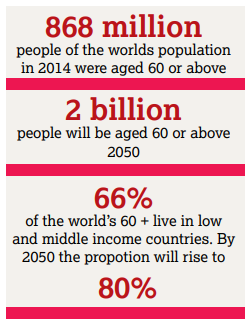 868 million
people of the worlds population
in 2014 were aged 60 or above
2 billion
people will be aged 60 or above
2050
66%
of the world's 60 + live in low
and middle income countries. By
2050 the propotion will rise to
80%